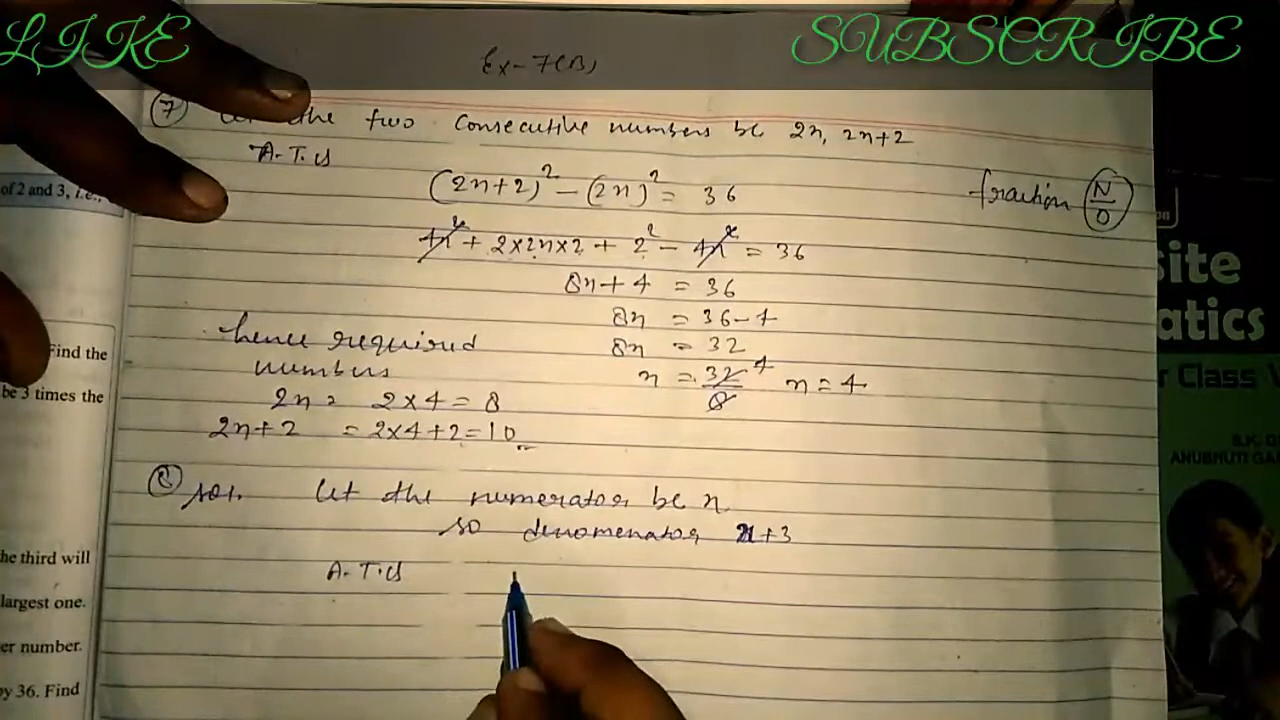 LIKE
SUBSCRIBE
Ex-7(B)
7 Let the two consecutive numbers be 2n, 2n+2
A.T.S
of 2 and 3, i.e.,
(2n+2)² - (2n)² = 36
fraction N/D
4n² + 2×2n×2 + 2² - 4n² = 36
8n+4 = 36
8n = 36-4
8n = 32
n = 32/8 4 n = 4
hence required
numbers
2n = 2×4 = 8
2n+2 = 2×4+2 = 10
8 sol. let the numerator be n
so denomenator n+3
A.T.S
Find the
be 3 times the
he third will
largest one.
er number.
by 36. Find
site
atics
r Class V
ANUBHUTI GA